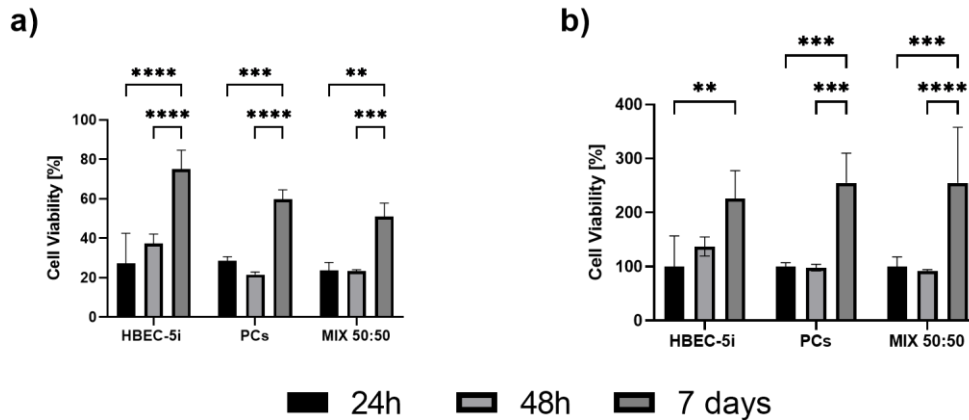 a)
**** *** **
**** **** ***
Cell Viability [%]
100
80
60
40
20
0
HBEC-5i PCs MIX 50:50
b)
*** ***
** *** ****
Cell Viability [%]
400
300
200
100
0
HBEC-5i PCs MIX 50:50
24h 48h 7 days